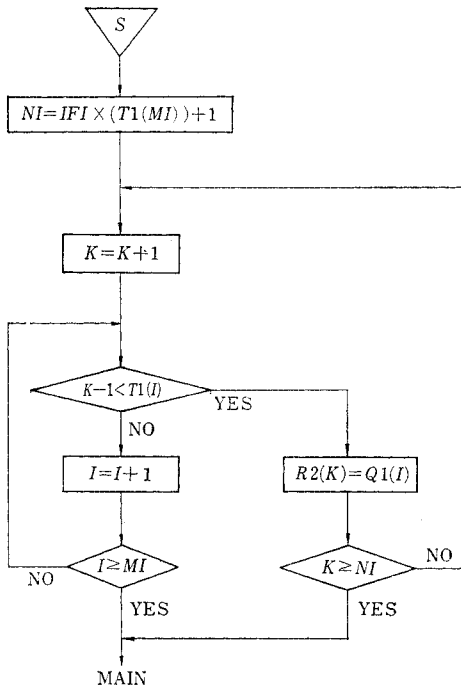 S
NI=IFI×(T1(MI))+1
K=K+1
K−1<T1(I)
YES
NO
I=I+1
R2(K)=Q1(I)
I≥MI
K≥NI
NO
NO
YES
YES
MAIN